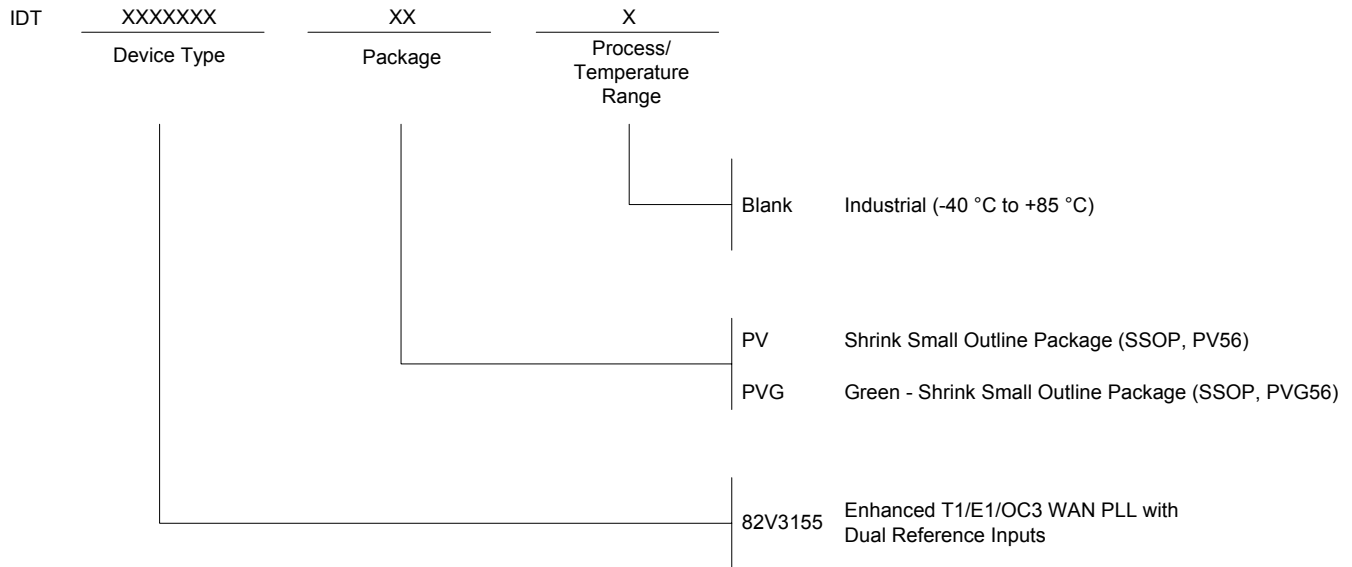 IDT XXXXXXX XX X
Device Type Package Process/
Temperature
Range
Blank Industrial (-40 °C to +85 °C)
PV Shrink Small Outline Package (SSOP, PV56)
PVG Green - Shrink Small Outline Package (SSOP, PVG56)
82V3155 Enhanced T1/E1/OC3 WAN PLL with
Dual Reference Inputs